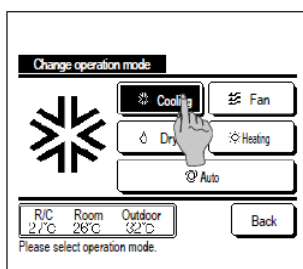 Change operation mode
Cooling
Fan
Dry
Heating
Auto
R/C Room Outdoor
27°C 26°C 32°C
Back
Please select operation mode.